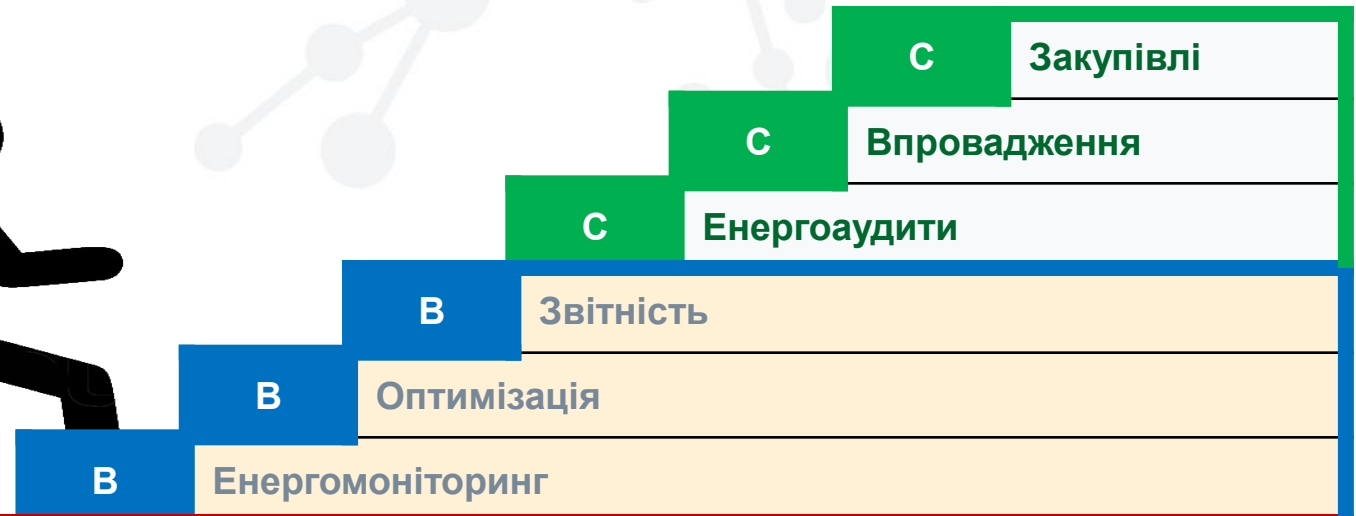 С Закупівлі
С Впровадження
С Енергоаудити
В Звітність
В Оптимізація
В Енергомоніторинг